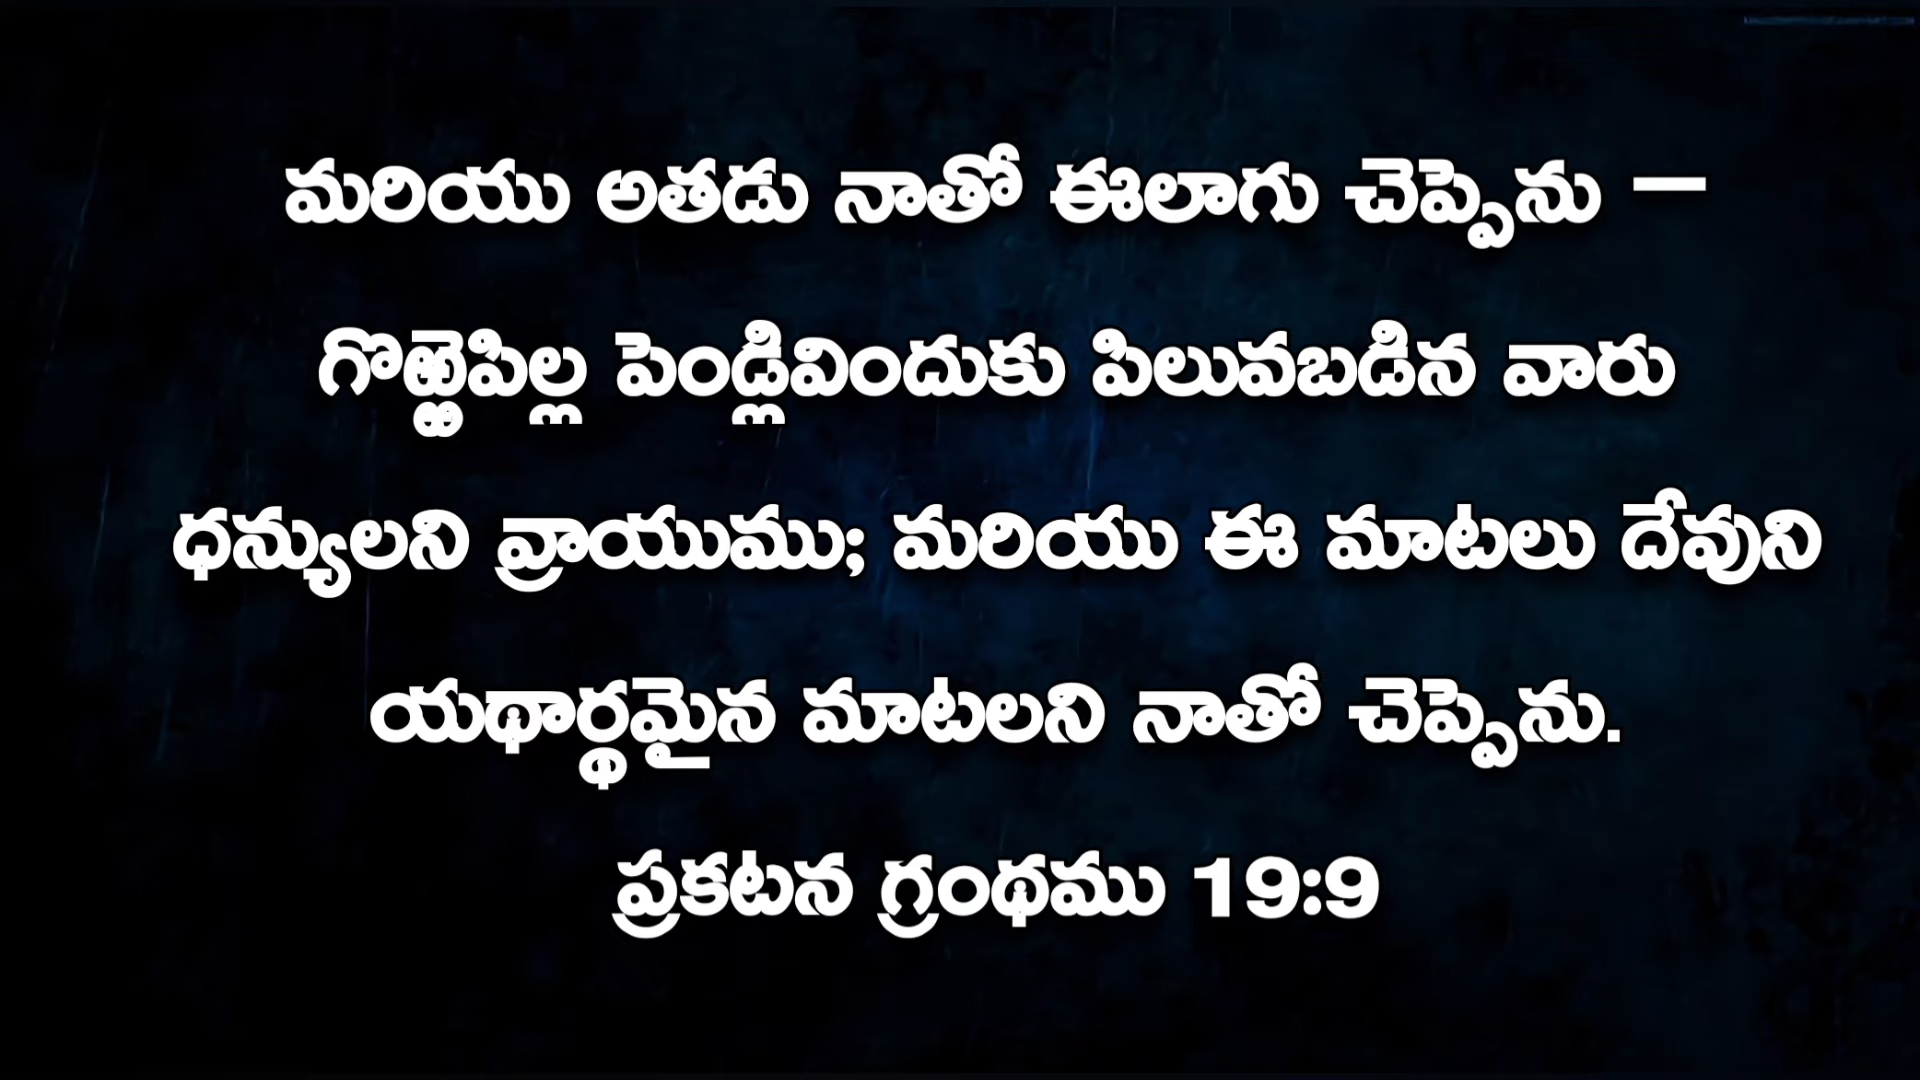 మరియు అతడు నాతో ఈలాగు చెప్పెను –
గొఱ్ఱెపిల్ల పెండ్లివిందుకు పిలువబడిన వారు
ధన్యులని వ్రాయుము; మరియు ఈ మాటలు దేవుని
యథార్థమైన మాటలని నాతో చెప్పెను.
ప్రకటన గ్రంథము 19:9